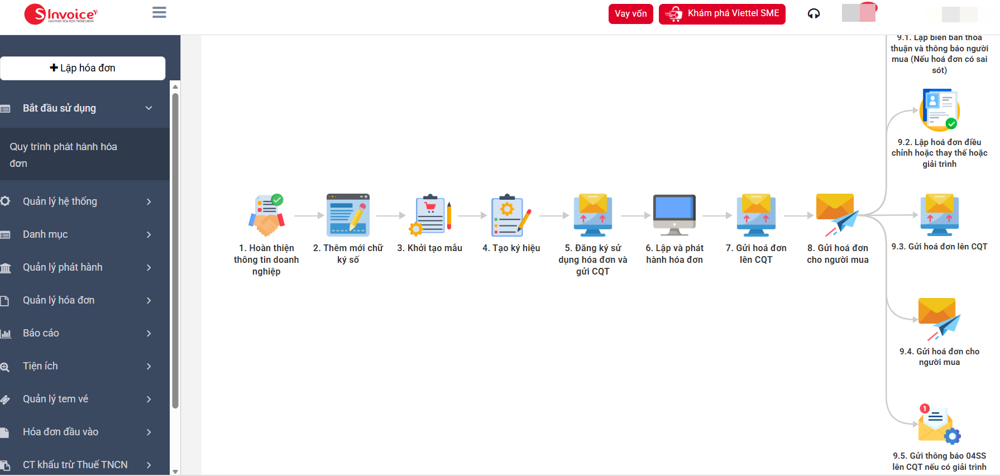 S Invoice
GIẢI PHÁP HÓA ĐƠN THÔNG MINH
Vay vốn
Khám phá Viettel SME
Lập hóa đơn
Bắt đầu sử dụng
Quy trình phát hành hóa
đơn
Quản lý hệ thống
Danh mục
Quản lý phát hành
Quản lý hóa đơn
Báo cáo
Tiện ích
Quản lý tem vé
Hóa đơn đầu vào
CT khấu trừ Thuế TNCN
1. Hoàn thiện
thông tin doanh
nghiệp
2. Thêm mới chữ
ký số
3. Khởi tạo mẫu
4. Tạo ký hiệu
5. Đăng ký sử
dụng hóa đơn và
gửi CQT
6. Lập và phát
hành hóa đơn
7. Gửi hoá đơn
lên CQT
8. Gửi hoá đơn
cho người mua
9.1. Lập biên bản thỏa
thuận và thông báo người
mua (Nếu hoá đơn có sai
sót)
9.2. Lập hoá đơn điều
chỉnh hoặc thay thế hoặc
giải trình
9.3. Gửi hoá đơn lên CQT
9.4. Gửi hoá đơn cho
người mua
1
9.5. Gửi thông báo 04SS
lên CQT nếu có giải trình